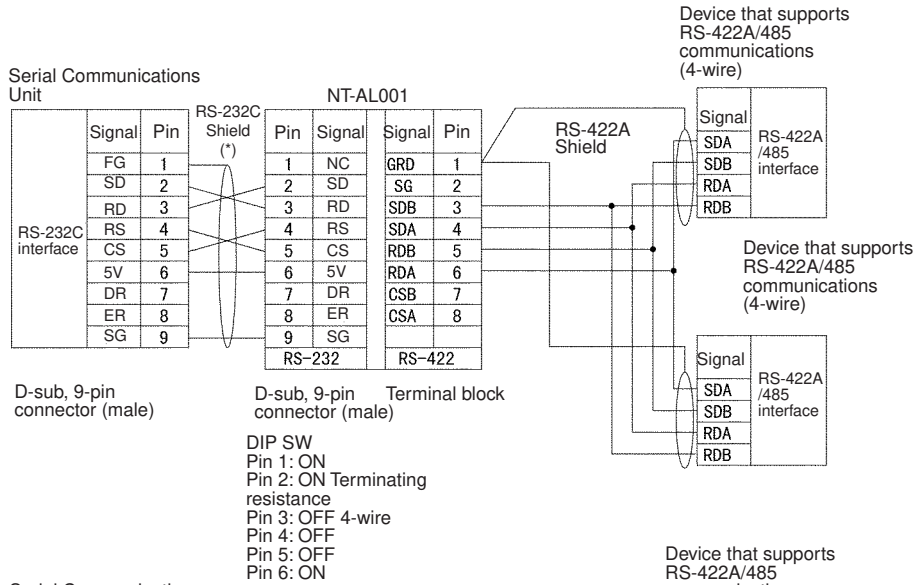 Device that supports
RS-422A/485
communications
(4-wire)
Serial Communications
Unit
NT-AL001
RS-232C
Shield
(*)
RS-422A
Shield
Signal Pin
FG 1
SD 2
RD 3
RS 4
CS 5
5V 6
DR 7
ER 8
SG 9
RS-232C
interface
Pin Signal
1 NC
2 SD
3 RD
4 RS
5 CS
6 5V
7 DR
8 ER
9 SG
RS-232
Signal Pin
GRD 1
SG 2
SDB 3
SDA 4
RDB 5
RDA 6
CSB 7
CSA 8
RS-422
Signal
SDA
SDB
RDA
RDB
RS-422A
/485
interface
Device that supports
RS-422A/485
communications
(4-wire)
Signal
SDA
SDB
RDA
RDB
RS-422A
/485
interface
D-sub, 9-pin
connector (male)
D-sub, 9-pin
connector (male)
Terminal block
DIP SW
Pin 1: ON
Pin 2: ON Terminating
resistance
Pin 3: OFF 4-wire
Pin 4: OFF
Pin 5: OFF
Pin 6: ON
Device that supports
RS-422A/485